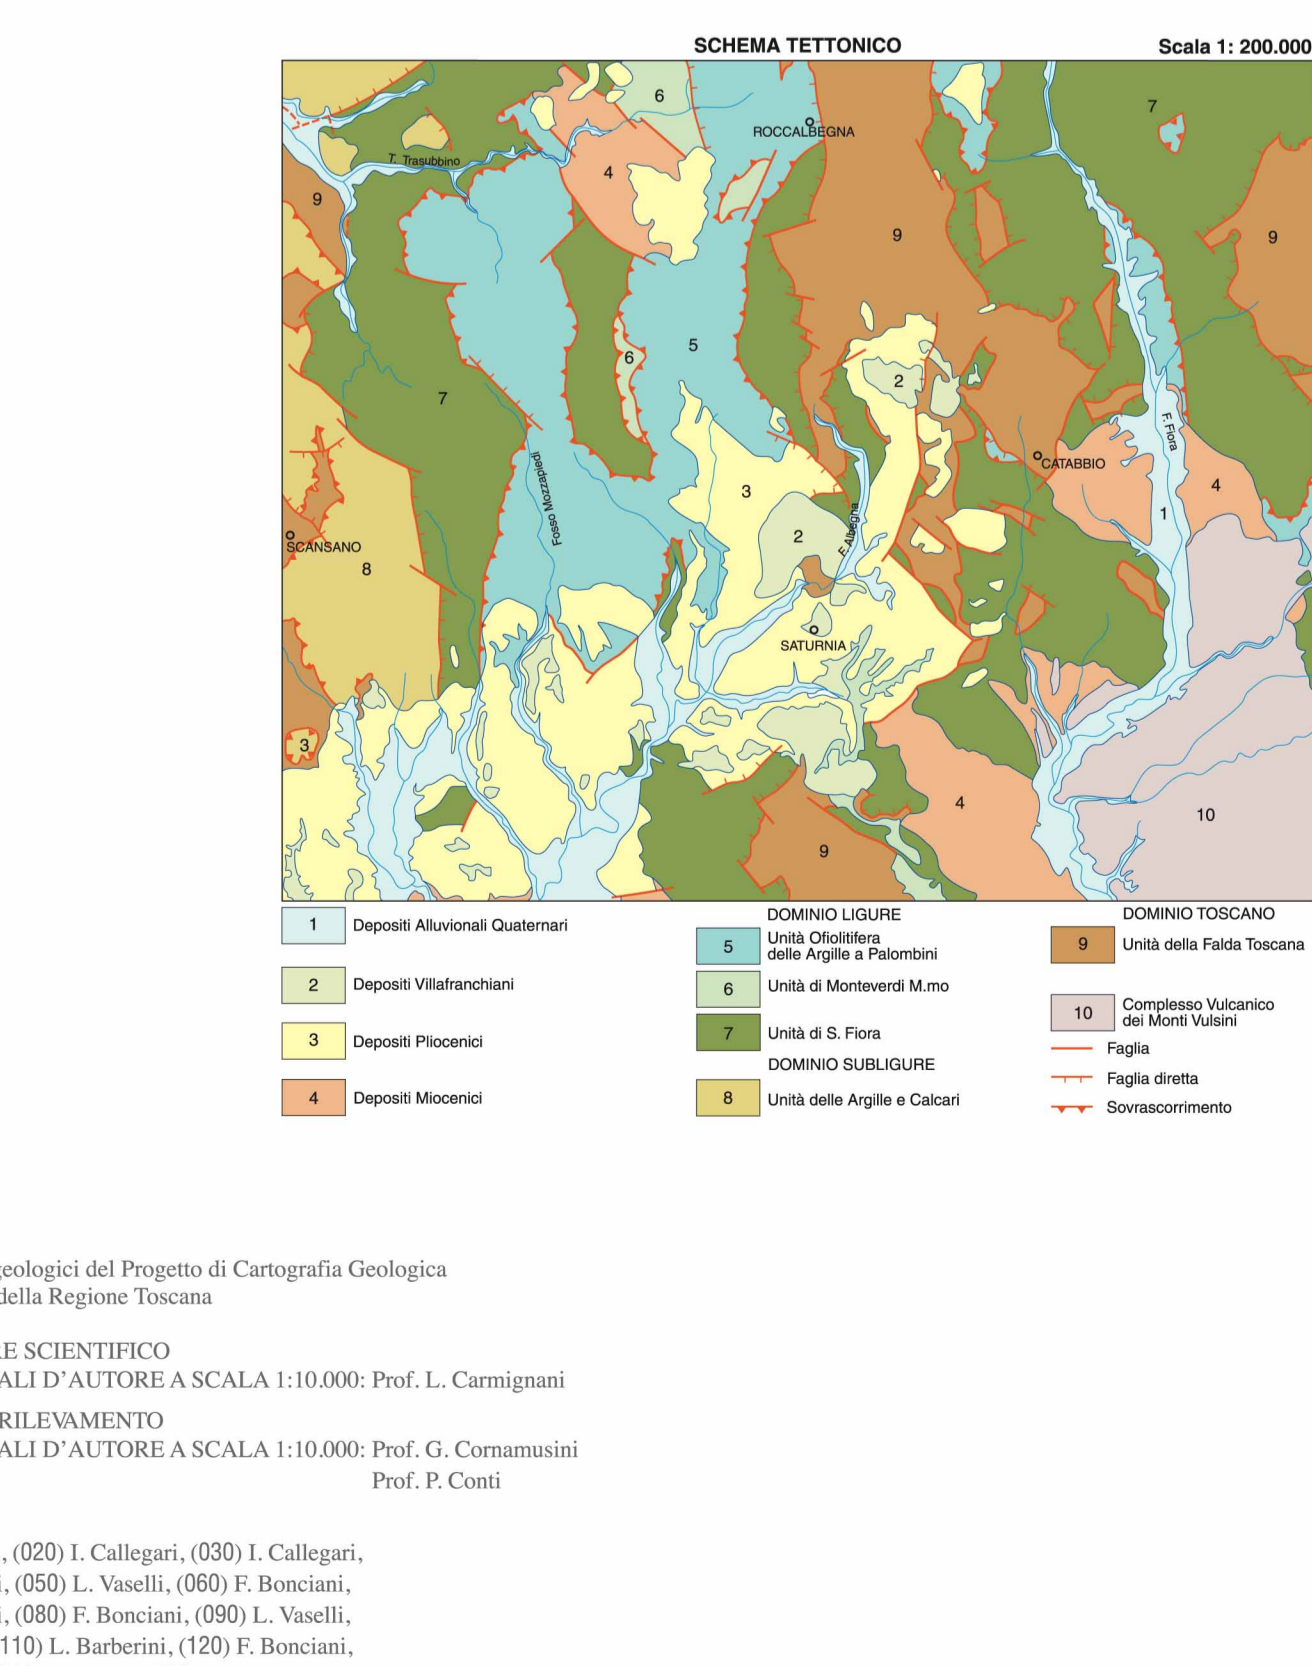 SCHEMA TETTONICO
Scala 1: 200.000
6
7
ROCCALBEGNA
T. Trasubbino
4
9
9
9
5
6
2
7
F. Fiora
CATABBIO
Fosso Mozzapiedi
3
4
1
F. Albegna
2
SCANSANO
8
SATURNIA
3
4
10
9
1 Depositi Alluvionali Quaternari
2 Depositi Villafranchiani
3 Depositi Pliocenici
4 Depositi Miocenici
DOMINIO LIGURE
5 Unità Ofiolitifera
delle Argille a Palombini
6 Unità di Monteverdi M.mo
7 Unità di S. Fiora
DOMINIO SUBLIGURE
8 Unità delle Argille e Calcari
DOMINIO TOSCANO
9 Unità della Falda Toscana
10 Complesso Vulcanico
dei Monti Vulsini
Faglia
Faglia diretta
Sovrascorrimento
geologici del Progetto di Cartografia Geologica
della Regione Toscana
RE SCIENTIFICO
ALI D'AUTORE A SCALA 1:10.000: Prof. L. Carmignani
RILEVAMENTO
ALI D'AUTORE A SCALA 1:10.000: Prof. G. Cornamusini
Prof. P. Conti
, (020) I. Callegari, (030) I. Callegari,
i, (050) L. Vaselli, (060) F. Bonciani,
i, (080) F. Bonciani, (090) L. Vaselli,
110) L. Barberini, (120) F. Bonciani,